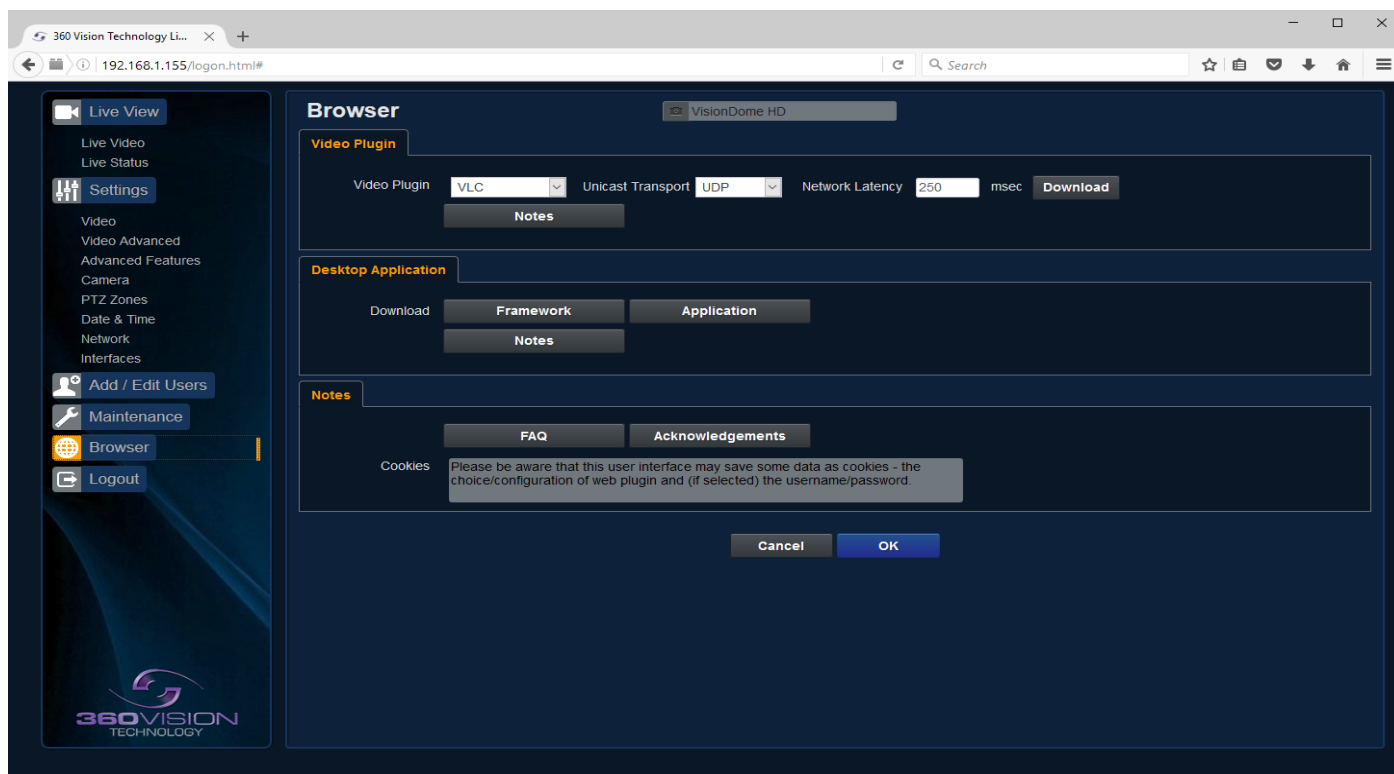 360 Vision Technology Li...
192.168.1.155/logon.html#
Search
Live View
Live Video
Live Status
Settings
Video
Video Advanced
Advanced Features
Camera
PTZ Zones
Date & Time
Network
Interfaces
Add / Edit Users
Maintenance
Browser
Logout
360VISION
TECHNOLOGY
Browser
VisionDome HD
Video Plugin
Video Plugin VLC Unicast Transport UDP Network Latency 250 msec Download
Notes
Desktop Application
Download Framework Application
Notes
Notes
FAQ Acknowledgements
Cookies Please be aware that this user interface may save some data as cookies - the
choice/configuration of web plugin and (if selected) the username/password.
Cancel OK